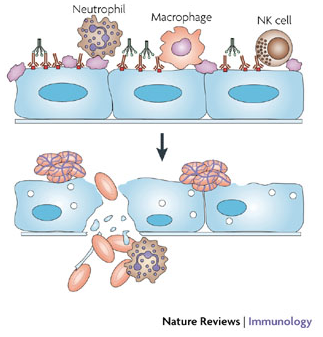 Neutrophil
Macrophage
NK cell
Nature Reviews | Immunology